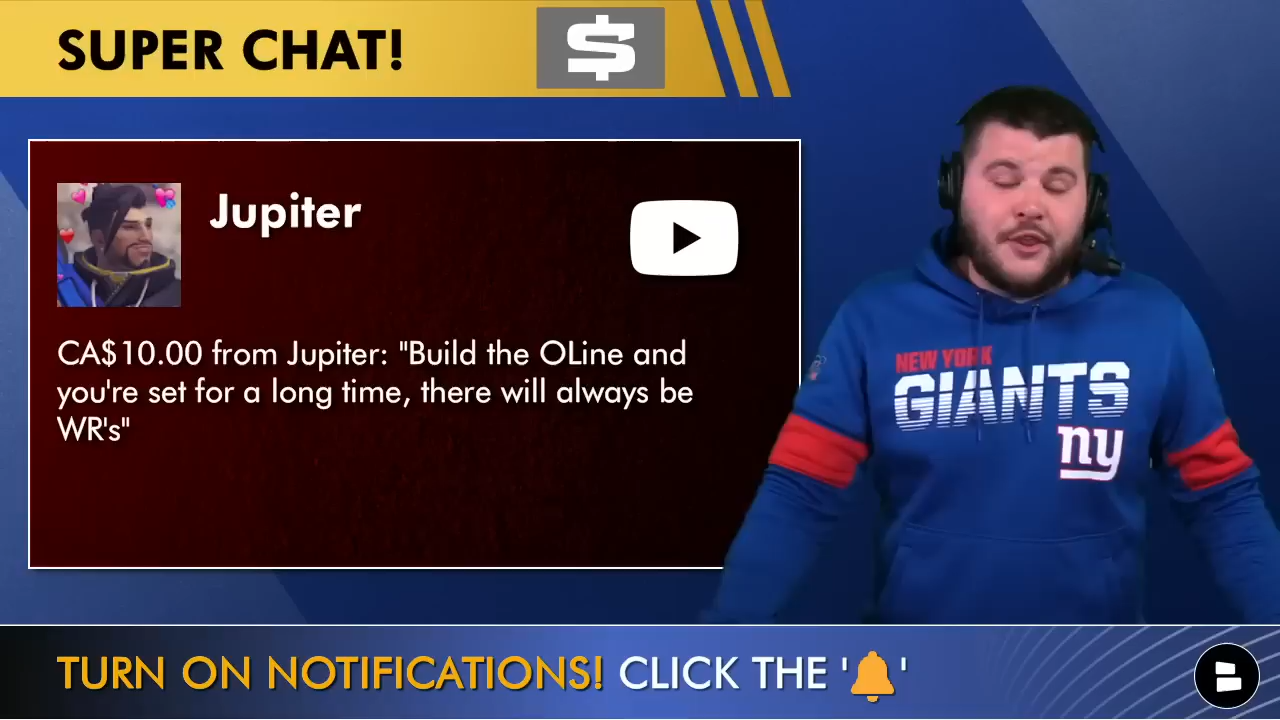 SUPER CHAT!
$
Jupiter
CA$10.00 from Jupiter: "Build the OLine and
you're set for a long time, there will always be
WR's"
NEW YORK
GIANTS
ny
TURN ON NOTIFICATIONS! CLICK THE '🔔'